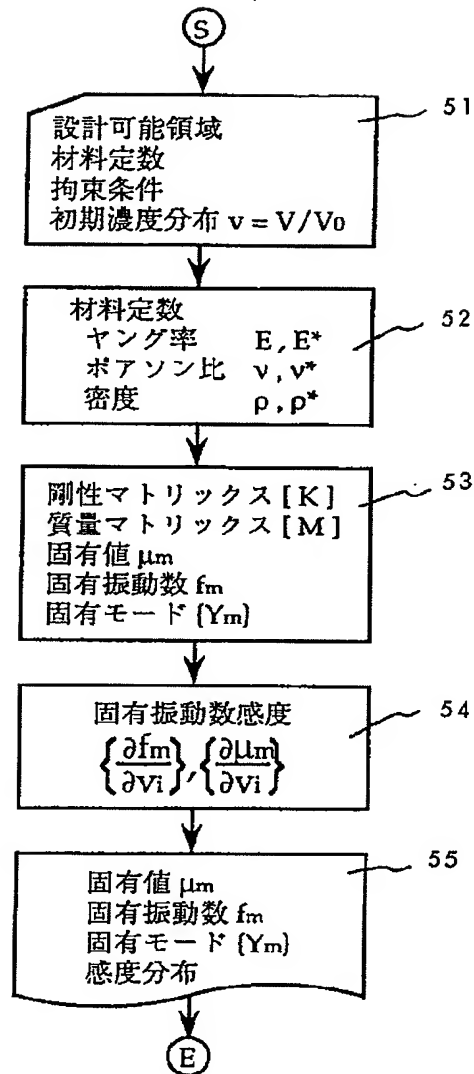 S
51
設計可能領域
材料定数
拘束条件
初期濃度分布 v = V/V0
52
材料定数
ヤング率 E, E*
ポアソン比 ν, ν*
密度 ρ, ρ*
53
剛性マトリックス [K]
質量マトリックス [M]
固有値 μm
固有振動数 fm
固有モード {Ym}
54
固有振動数感度
{∂fm/∂vi}, {∂μm/∂vi}
55
固有値 μm
固有振動数 fm
固有モード {Ym}
感度分布
E